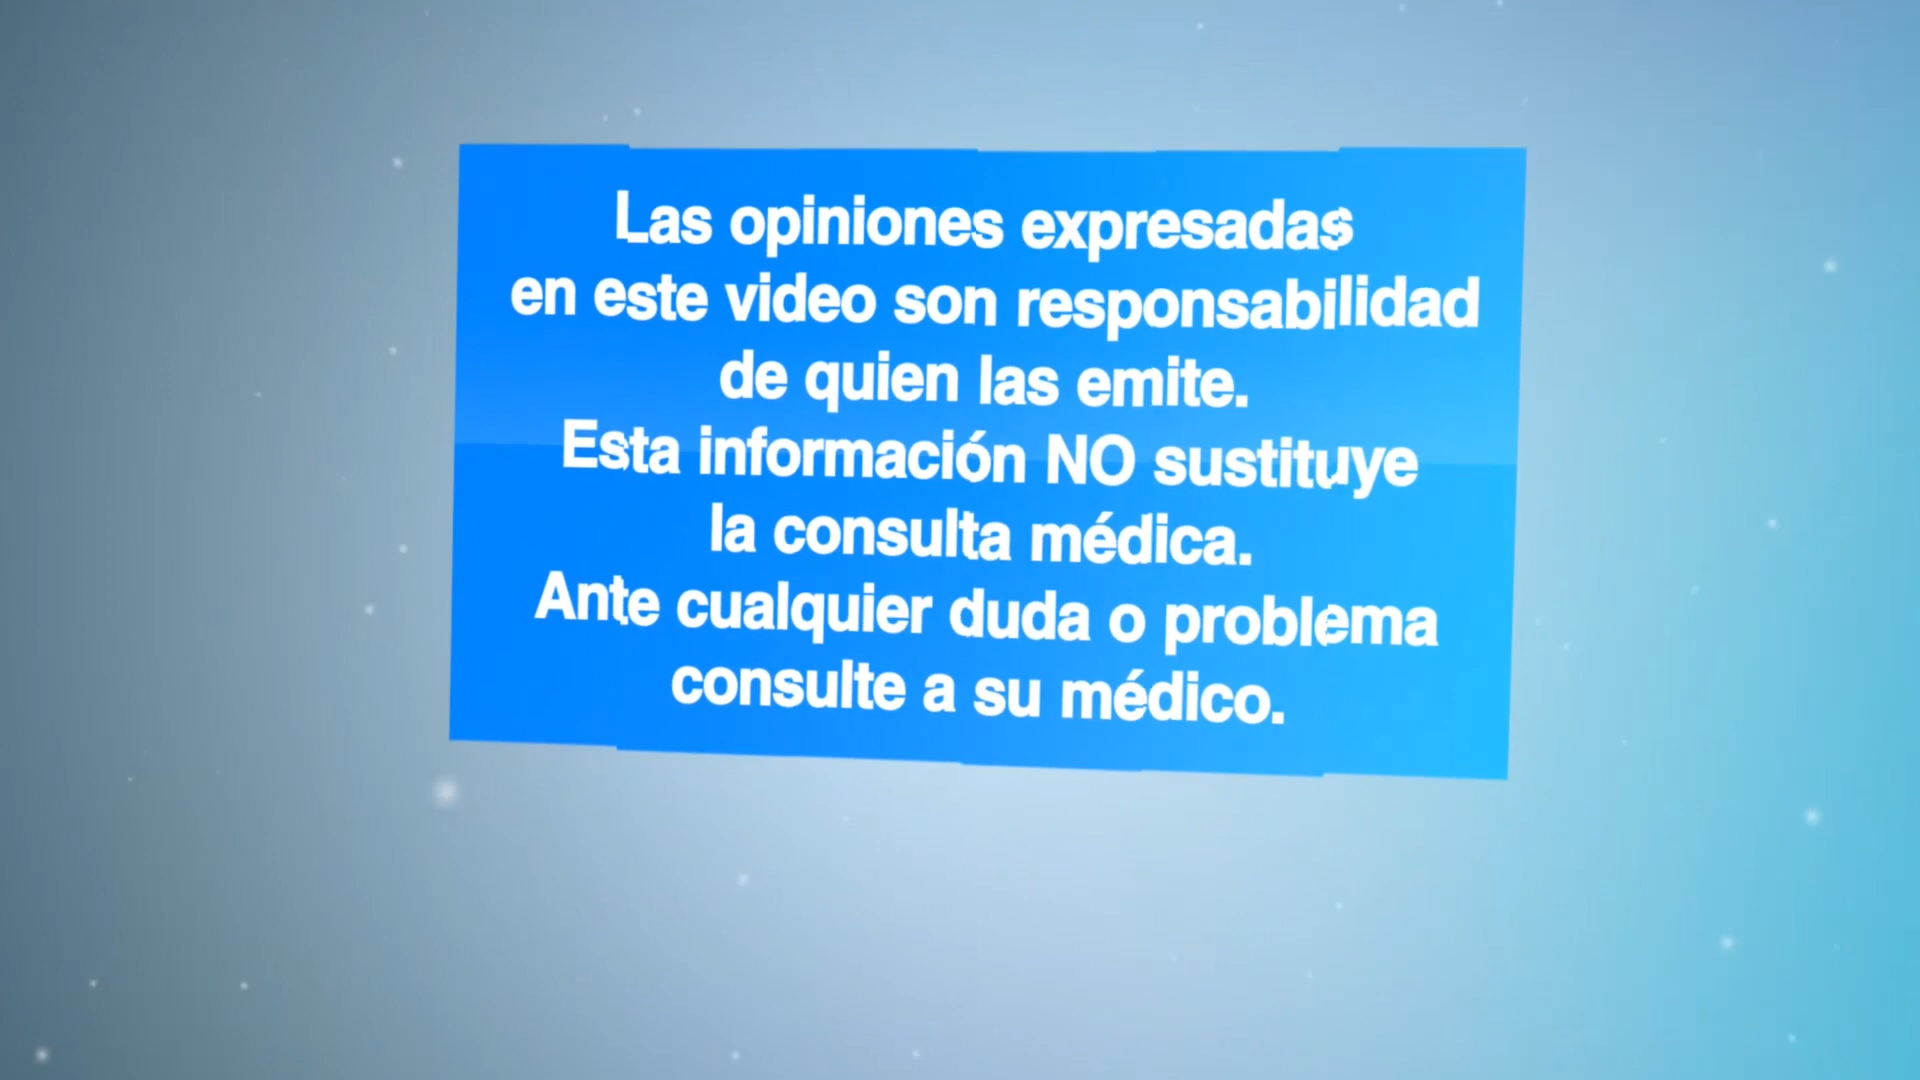 Las opiniones expresadas
en este video son responsabilidad
de quien las emite.
Esta información NO sustituye
la consulta médica.
Ante cualquier duda o problema
consulte a su médico.